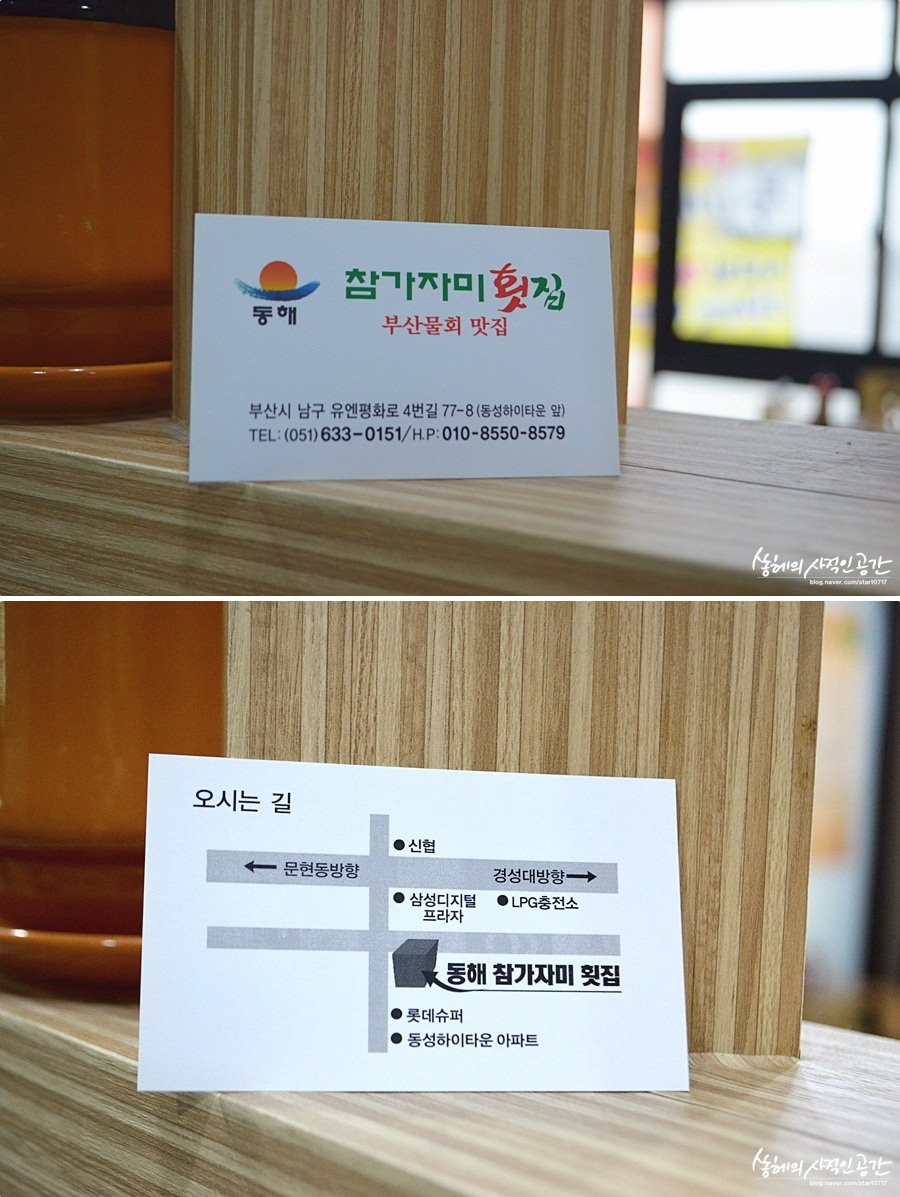 동해
참가자미 횟집
부산물회 맛집
부산시 남구 유엔평화로 4번길 77-8 (동성하이타운 앞)
TEL: (051) 633-0151/H.P: 010-8550-8579
쏭혜의 사적인공간
blog.naver.com/start0717
오시는 길
신협
문현동방향
경성대방향
삼성디지털
프라자
LPG충전소
동해 참가자미 횟집
롯데슈퍼
동성하이타운 아파트
쏭혜의 사적인공간
blog.naver.com/start0717